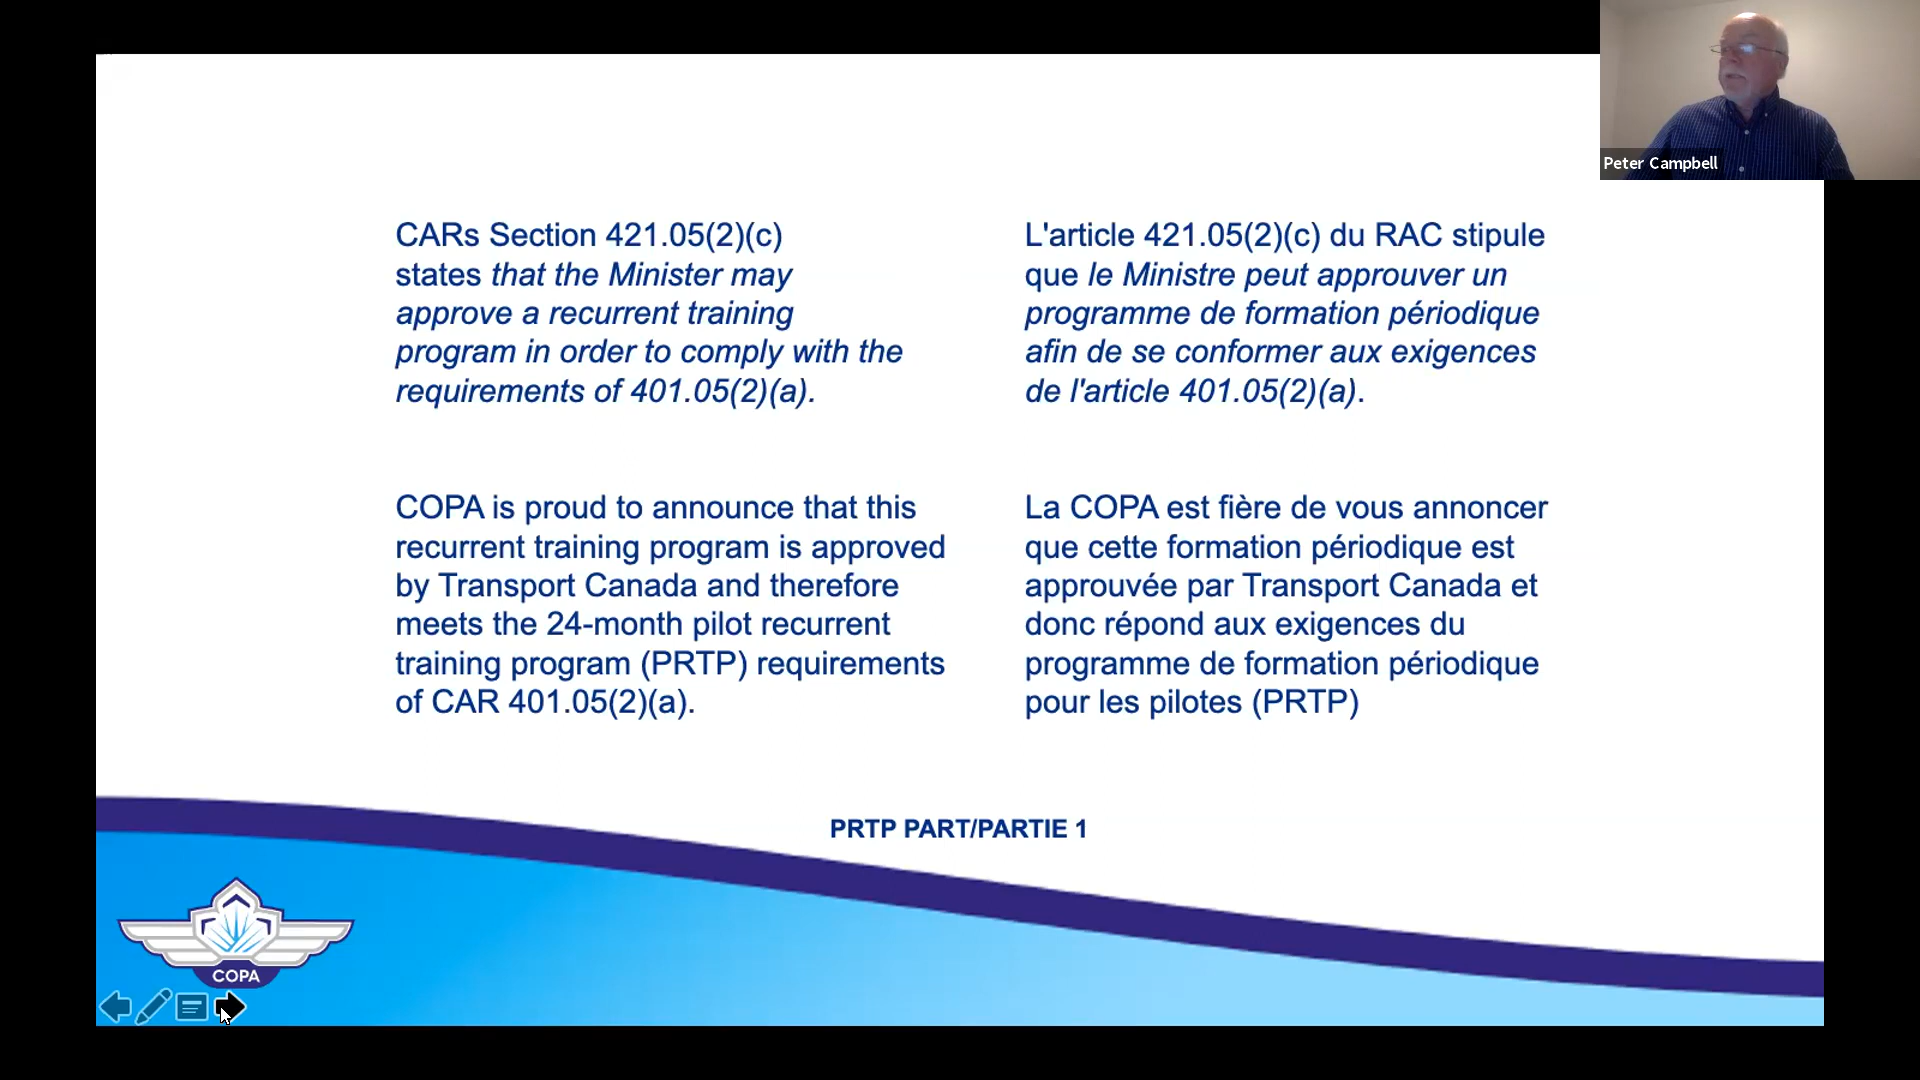 Peter Campbell
CARs Section 421.05(2)(c)
states that the Minister may
approve a recurrent training
program in order to comply with the
requirements of 401.05(2)(a).
COPA is proud to announce that this
recurrent training program is approved
by Transport Canada and therefore
meets the 24-month pilot recurrent
training program (PRTP) requirements
of CAR 401.05(2)(a).
L'article 421.05(2)(c) du RAC stipule
que le Ministre peut approuver un
programme de formation périodique
afin de se conformer aux exigences
de l'article 401.05(2)(a).
La COPA est fière de vous annoncer
que cette formation périodique est
approuvée par Transport Canada et
donc répond aux exigences du
programme de formation périodique
pour les pilotes (PRTP)
PRTP PART/PARTIE 1
COPA